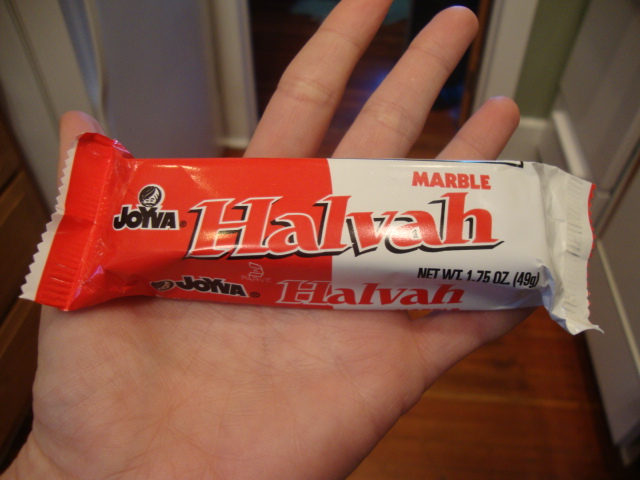 MARBLE
JOYVA®
Halvah
NET WT. 1.75 OZ. (49g)
JOYVA®
Halvah